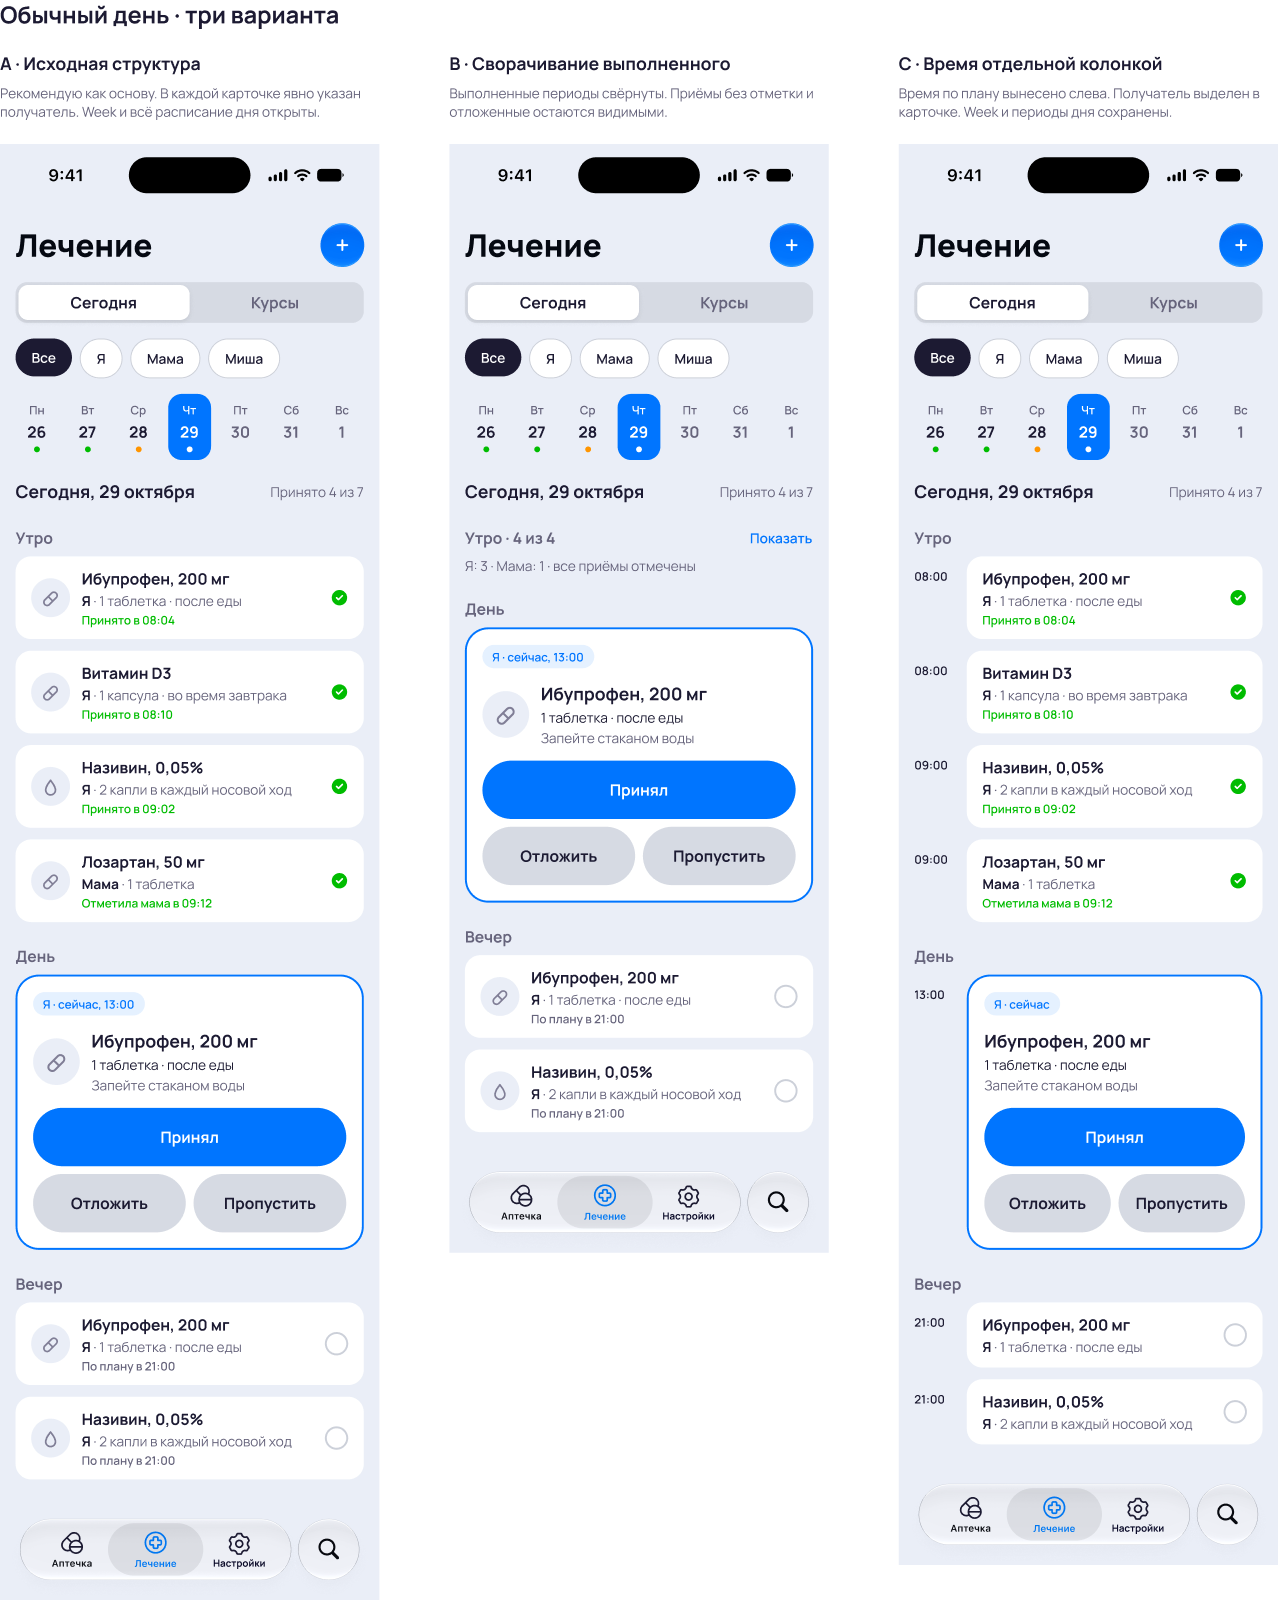 Обычный день · три варианта
A · Исходная структура
Рекомендую как основу. В каждой карточке явно указан
получатель. Week и всё расписание дня открыты.
9:41
Лечение
Сегодня
Курсы
Все
Я
Мама
Миша
Пн
Вт
Ср
Чт
Пт
Сб
Вс
26
27
28
29
30
31
1
Сегодня, 29 октября
Принято 4 из 7
Утро
Ибупрофен, 200 мг
Я · 1 таблетка · после еды
Принято в 08:04
Витамин D3
Я · 1 капсула · во время завтрака
Принято в 08:10
Називин, 0,05%
Я · 2 капли в каждый носовой ход
Принято в 09:02
Лозартан, 50 мг
Мама · 1 таблетка
Отметила мама в 09:12
День
Я · сейчас, 13:00
Ибупрофен, 200 мг
1 таблетка · после еды
Запейте стаканом воды
Принял
Отложить
Пропустить
Вечер
Ибупрофен, 200 мг
Я · 1 таблетка · после еды
По плану в 21:00
Називин, 0,05%
Я · 2 капли в каждый носовой ход
По плану в 21:00
Аптечка
Лечение
Настройки
B · Сворачивание выполненного
Выполненные периоды свёрнуты. Приёмы без отметки и
отложенные остаются видимыми.
9:41
Лечение
Сегодня
Курсы
Все
Я
Мама
Миша
Пн
Вт
Ср
Чт
Пт
Сб
Вс
26
27
28
29
30
31
1
Сегодня, 29 октября
Принято 4 из 7
Утро · 4 из 4
Показать
Я: 3 · Мама: 1 · все приёмы отмечены
День
Я · сейчас, 13:00
Ибупрофен, 200 мг
1 таблетка · после еды
Запейте стаканом воды
Принял
Отложить
Пропустить
Вечер
Ибупрофен, 200 мг
Я · 1 таблетка · после еды
По плану в 21:00
Називин, 0,05%
Я · 2 капли в каждый носовой ход
По плану в 21:00
Аптечка
Лечение
Настройки
C · Время отдельной колонкой
Время по плану вынесено слева. Получатель выделен в
карточке. Week и периоды дня сохранены.
9:41
Лечение
Сегодня
Курсы
Все
Я
Мама
Миша
Пн
Вт
Ср
Чт
Пт
Сб
Вс
26
27
28
29
30
31
1
Сегодня, 29 октября
Принято 4 из 7
Утро
08:00
Ибупрофен, 200 мг
Я · 1 таблетка · после еды
Принято в 08:04
08:00
Витамин D3
Я · 1 капсула · во время завтрака
Принято в 08:10
09:00
Називин, 0,05%
Я · 2 капли в каждый носовой ход
Принято в 09:02
09:00
Лозартан, 50 мг
Мама · 1 таблетка
Отметила мама в 09:12
День
13:00
Я · сейчас
Ибупрофен, 200 мг
1 таблетка · после еды
Запейте стаканом воды
Принял
Отложить
Пропустить
Вечер
21:00
Ибупрофен, 200 мг
Я · 1 таблетка · после еды
21:00
Називин, 0,05%
Я · 2 капли в каждый носовой ход
Аптечка
Лечение
Настройки